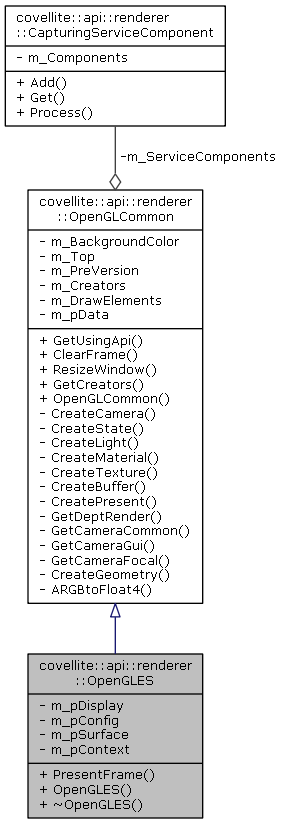 covellite::api::renderer
::CapturingServiceComponent
- m_Components
+ Add()
+ Get()
+ Process()
-m_ServiceComponents
covellite::api::renderer
::OpenGLCommon
- m_BackgroundColor
- m_Top
- m_PreVersion
- m_Creators
- m_DrawElements
- m_pData
+ GetUsingApi()
+ ClearFrame()
+ ResizeWindow()
+ GetCreators()
+ OpenGLCommon()
- CreateCamera()
- CreateState()
- CreateLight()
- CreateMaterial()
- CreateTexture()
- CreateBuffer()
- CreatePresent()
- GetDeptRender()
- GetCameraCommon()
- GetCameraGui()
- GetCameraFocal()
- CreateGeometry()
- ARGBtoFloat4()
covellite::api::renderer
::OpenGLES
- m_pDisplay
- m_pConfig
- m_pSurface
- m_pContext
+ PresentFrame()
+ OpenGLES()
+ ~OpenGLES()